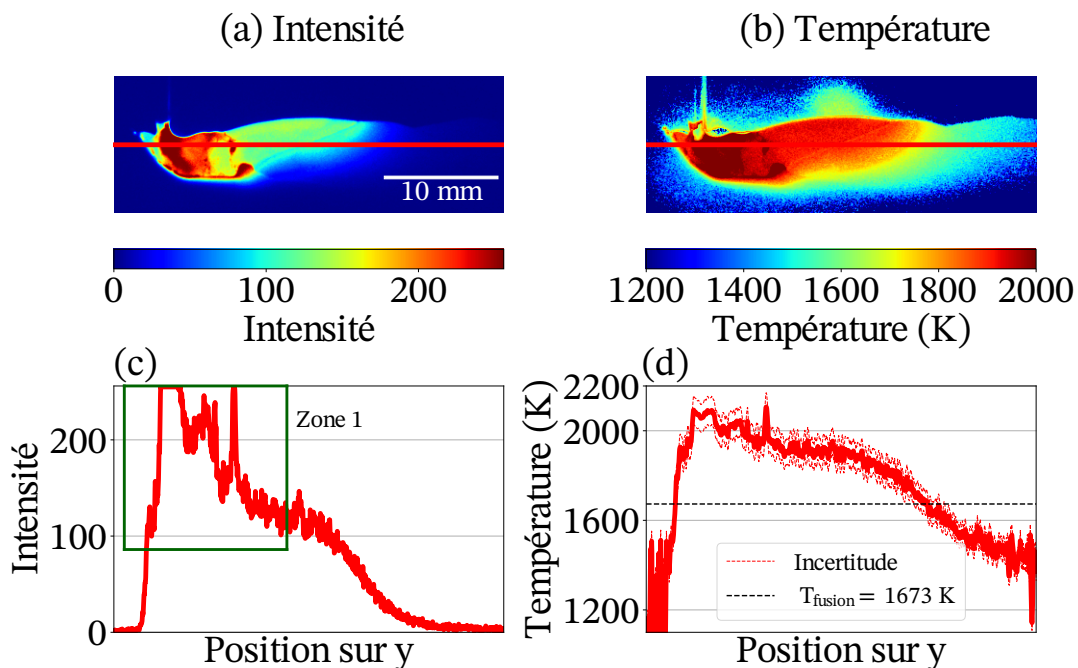 (a) Intensité
(b) Température
10 mm
0 100 200
Intensité
1200 1400 1600 1800 2000
Température (K)
(c)
200
100
0
Intensité
Zone 1
Position sur y
(d)
2200
2000
1600
1100
Température (K)
Incertitude
T_fusion = 1673 K
Position sur y